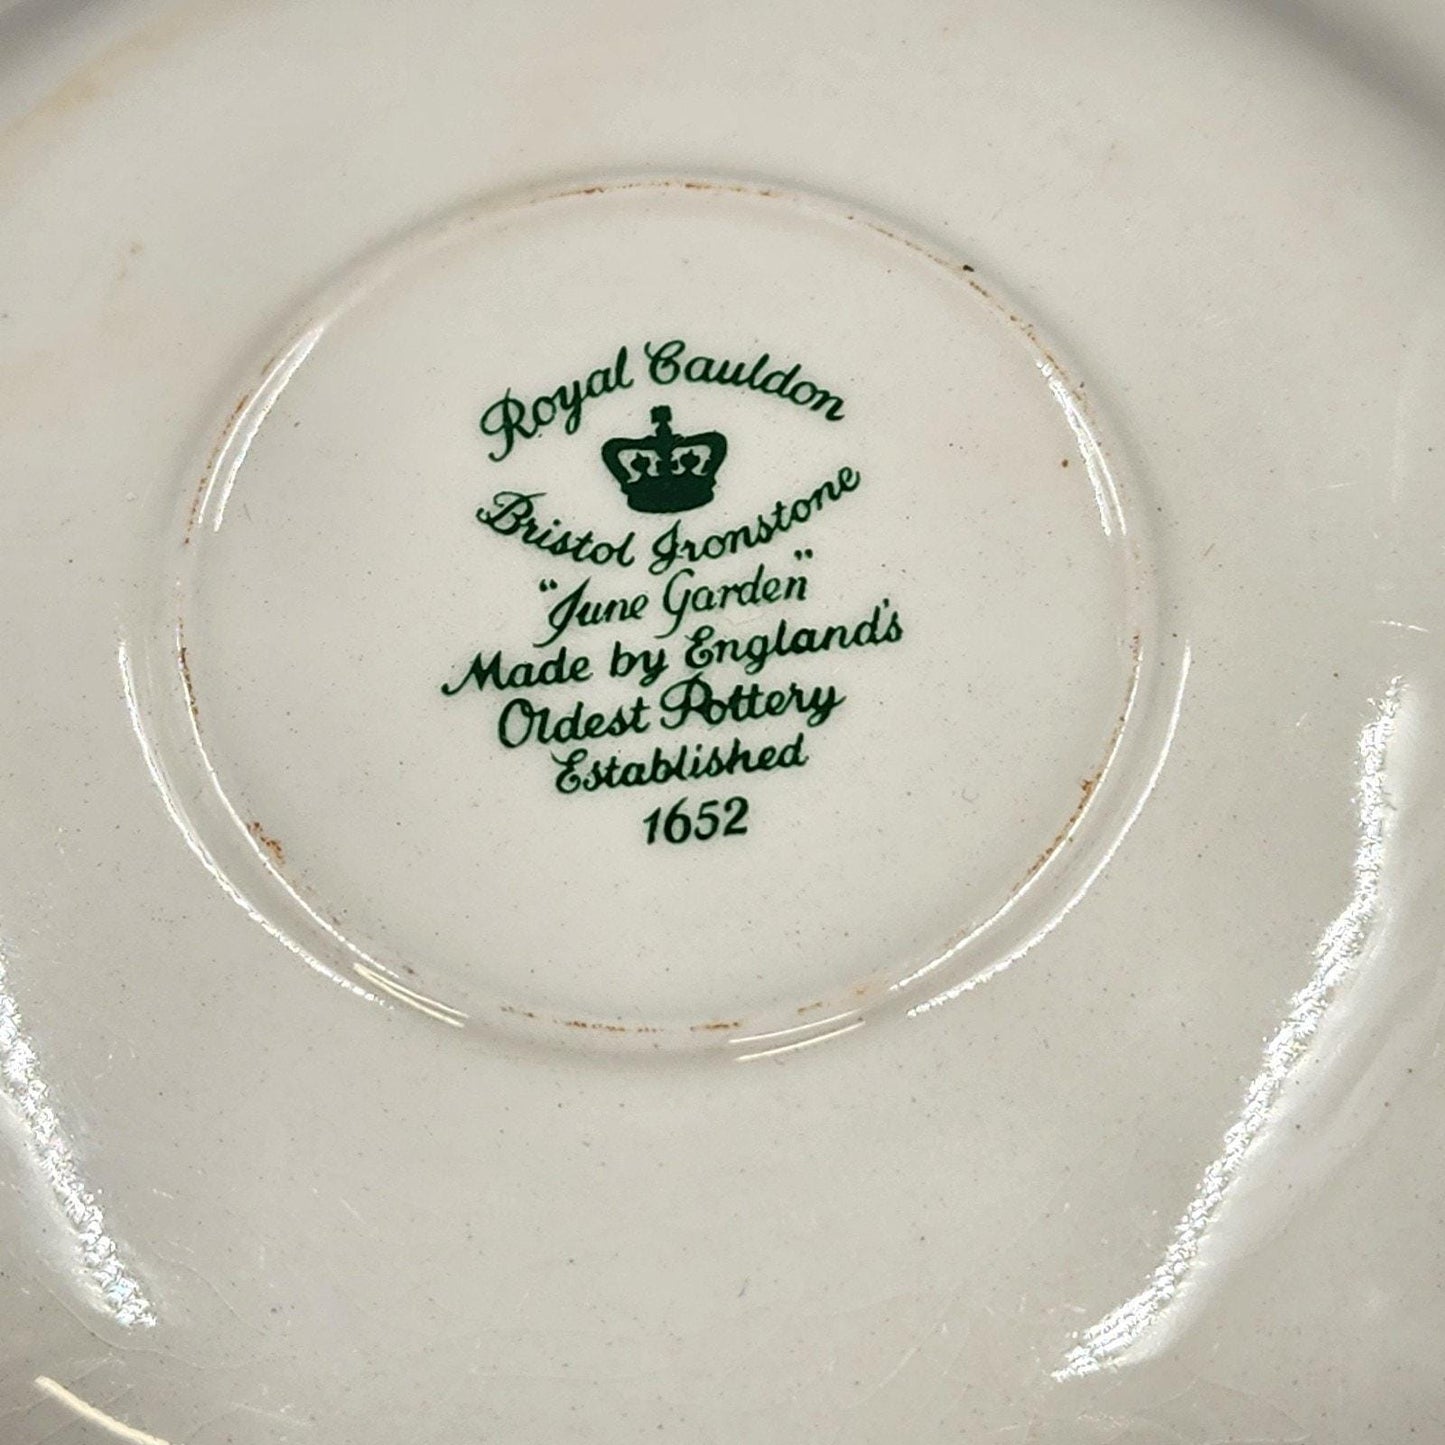 Royal Cauldon
Bristol Ironstone
"June Garden"
Made by England's
Oldest Pottery
Established
1652